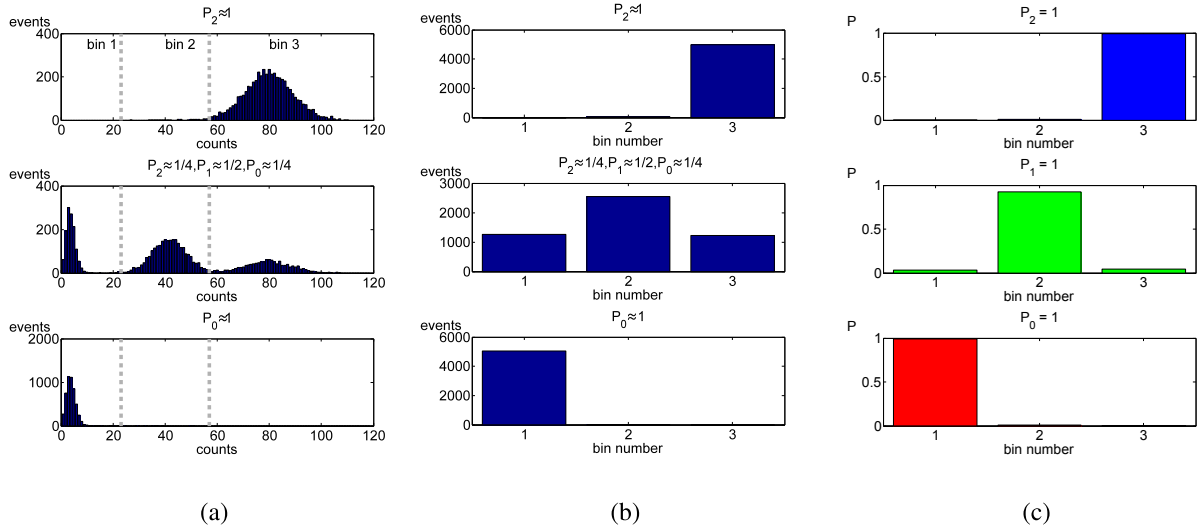 P2≈1
events
400
200
0
bin 1 bin 2 bin 3
0 20 40 60 80 100 120
counts
P2≈1/4,P1≈1/2,P0≈1/4
events
400
200
0
0 20 40 60 80 100 120
counts
P0≈1
events
2000
1000
0
0 20 40 60 80 100 120
counts
(a)
P2≈1
events
6000
4000
2000
0
1 2 3
bin number
P2≈1/4,P1≈1/2,P0≈1/4
events
3000
2000
1000
0
1 2 3
bin number
P0≈1
events
6000
4000
2000
0
1 2 3
bin number
(b)
P2 = 1
P
1
0.5
0
1 2 3
bin number
P1 = 1
P
1
0.5
0
1 2 3
bin number
P0 = 1
P
1
0.5
0
1 2 3
bin number
(c)